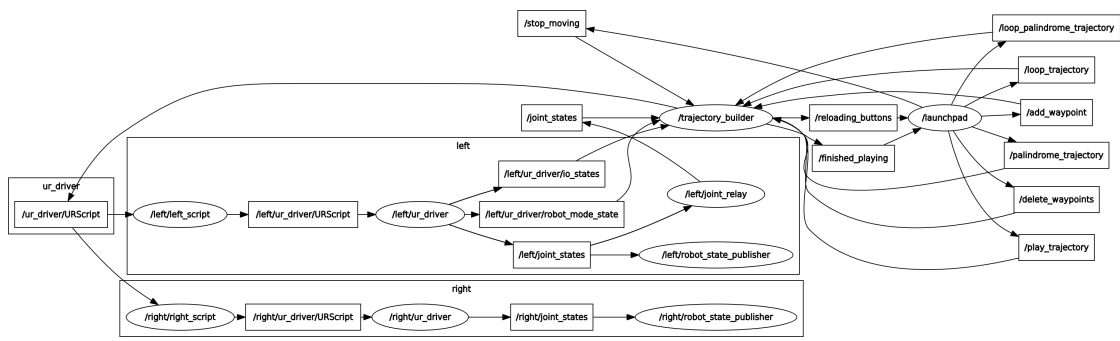 /stop_moving
/loop_palindrome_trajectory
/loop_trajectory
/joint_states
/trajectory_builder
/reloading_buttons
/launchpad
/add_waypoint
left
/finished_playing
/palindrome_trajectory
/left/ur_driver/io_states
ur_driver
/left/joint_relay
/delete_waypoints
/ur_driver/URScript
/left/left_script
/left/ur_driver/URScript
/left/ur_driver
/left/ur_driver/robot_mode_state
/left/joint_states
/left/robot_state_publisher
/play_trajectory
right
/right/right_script
/right/ur_driver/URScript
/right/ur_driver
/right/joint_states
/right/robot_state_publisher